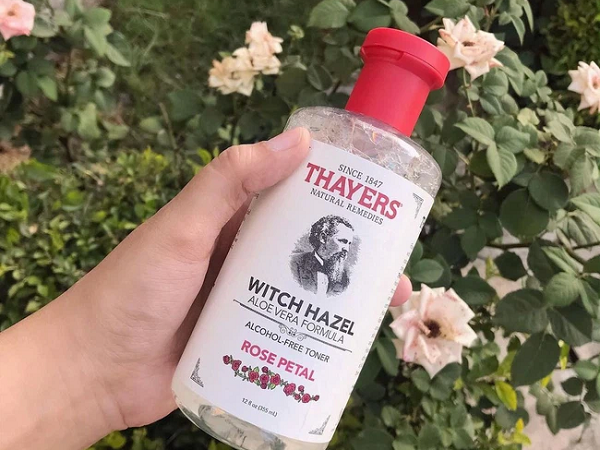 SINCE 1847
THAYERS
NATURAL REMEDIES
WITCH HAZEL
ALOE VERA FORMULA
ALCOHOL-FREE TONER
ROSE PETAL
12 fl oz (355 mL)